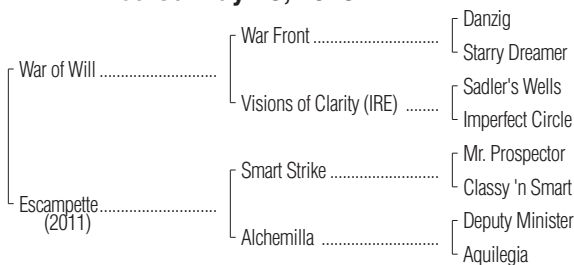 Danzig
War Front ..............................
Starry Dreamer
War of Will ............................
Sadler's Wells
Visions of Clarity (IRE) ........
Imperfect Circle
Mr. Prospector
Smart Strike ..........................
Classy 'n Smart
Escampette............................
(2011)
Deputy Minister
Alchemilla ..............................
Aquilegia